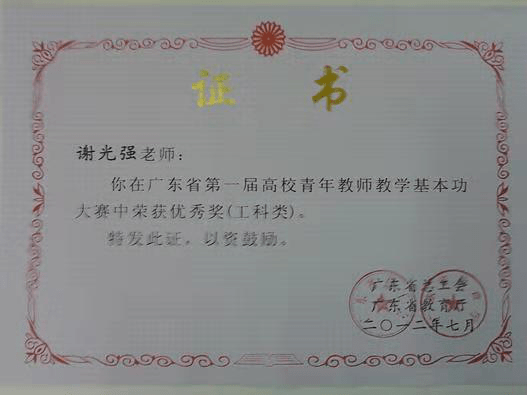 证书
谢光强老师：
你在广东省第一届高校青年教师教学基本功
大赛中荣获优秀奖(工科类)。
特发此证，以资鼓励。
广东省总工会
广东省教育厅
二〇一二年七月